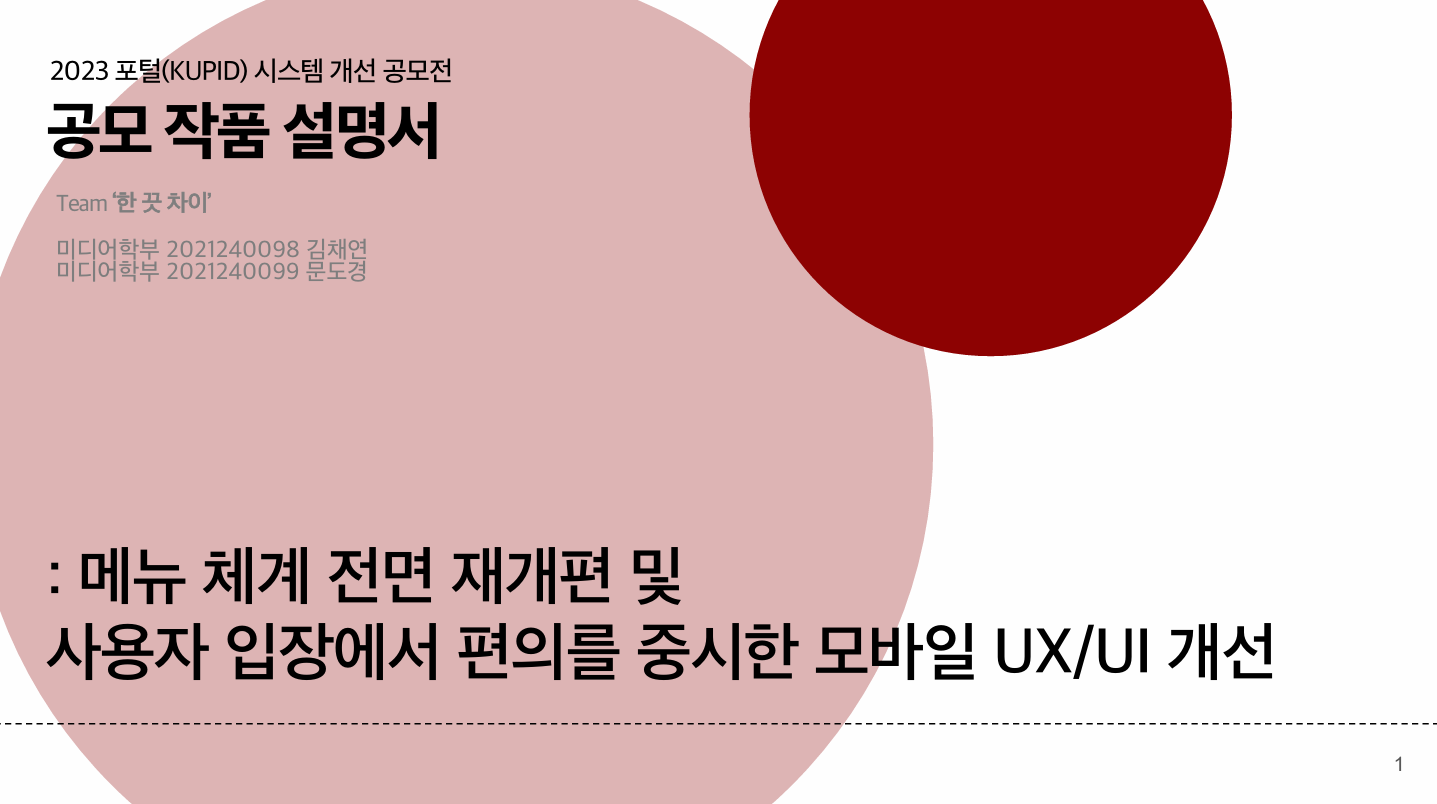 2023 포털(KUPID) 시스템 개선 공모전
공모 작품 설명서
Team ‘한 끗 차이’
미디어학부 2021240098 김채연
미디어학부 2021240099 문도경
: 메뉴 체계 전면 재개편 및
사용자 입장에서 편의를 중시한 모바일 UX/UI 개선
1